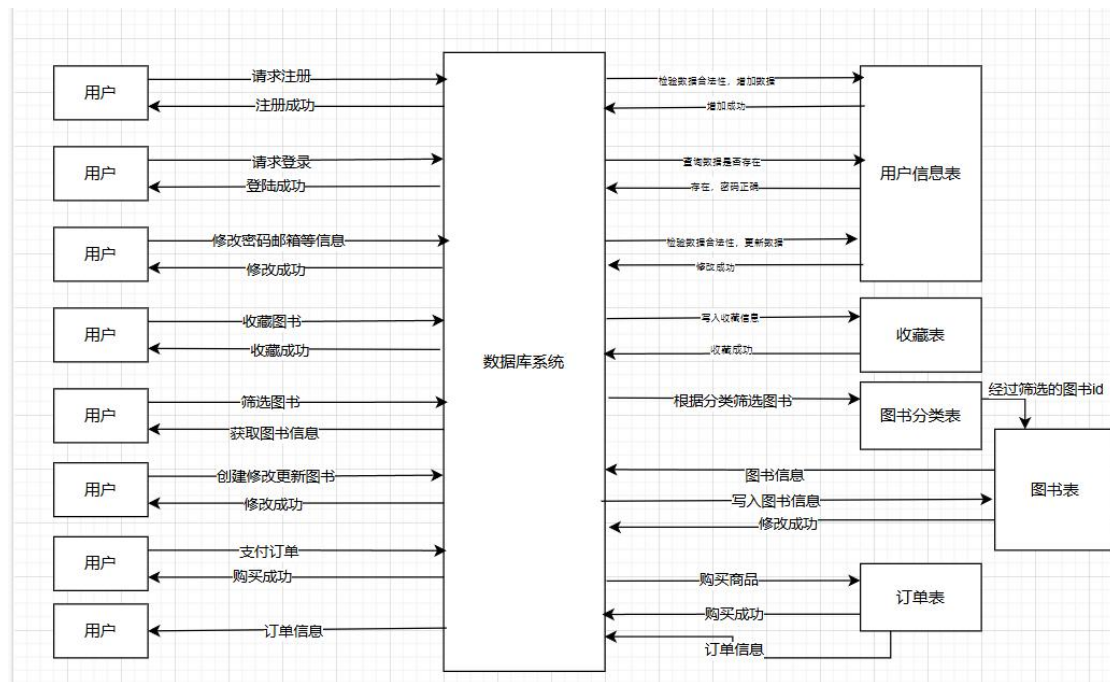 用户
请求注册
注册成功
用户
请求登录
登陆成功
用户
修改密码邮箱等信息
修改成功
用户
收藏图书
收藏成功
用户
筛选图书
获取图书信息
用户
创建修改更新图书
修改成功
用户
支付订单
购买成功
用户
订单信息
数据库系统
检验数据合法性，增加数据
增加成功
查询数据是否存在
存在，密码正确
检验数据合法性，更新数据
修改成功
用户信息表
写入收藏信息
收藏成功
收藏表
根据分类筛选图书
图书分类表
经过筛选的图书id
图书信息
写入图书信息
修改成功
图书表
购买商品
购买成功
订单信息
订单表